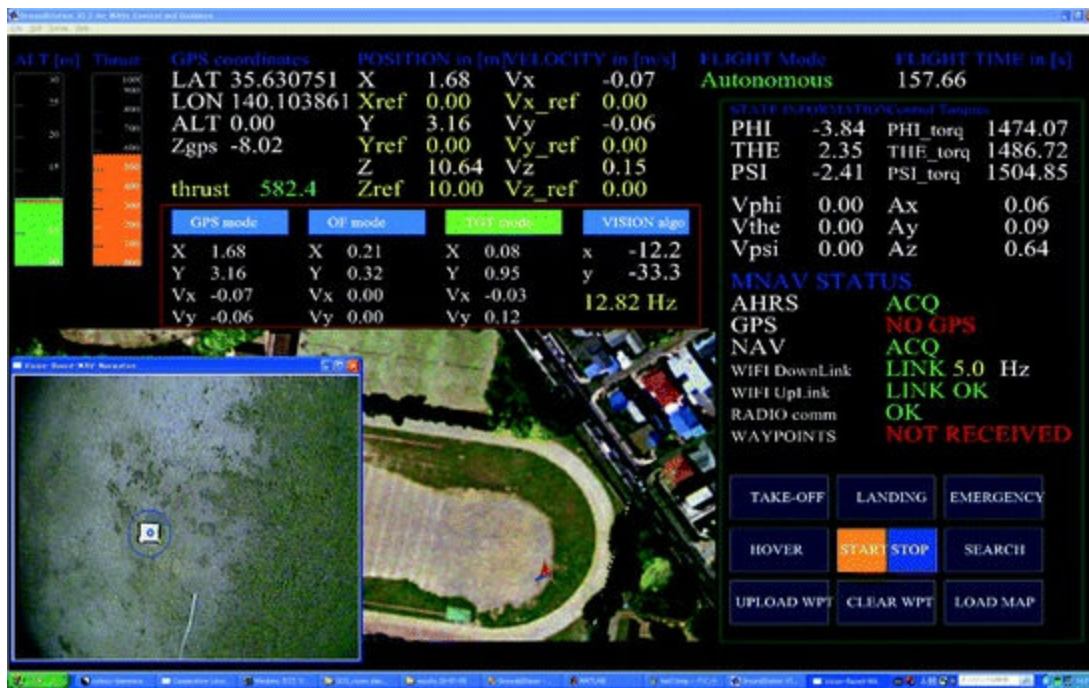 ALT [m] Thrust GPS coordinates POSITION in [m] VELOCITY in [m/s] FLIGHT Mode FLIGHT TIME in [s]
LAT 35.630751 X 1.68 Vx -0.07 Autonomous 157.66
LON 140.103861 Xref 0.00 Vx_ref 0.00
ALT 0.00 Y 3.16 Vy -0.06
Zgps -8.02 Yref 0.00 Vy_ref 0.00
Z 10.64 Vz 0.15
thrust 582.4 Zref 10.00 Vz_ref 0.00
STATE INFORMATION Control Torques
PHI -3.84 PHI_torq 1474.07
THE 2.35 THE_torq 1486.72
PSI -2.41 PSI_torq 1504.85
Vphi 0.00 Ax 0.06
Vthe 0.00 Ay 0.09
Vpsi 0.00 Az 0.64
GPS mode OF mode TGT mode VISION algo
X 1.68 X 0.21 X 0.08 x -12.2
Y 3.16 Y 0.32 Y 0.95 y -33.3
Vx -0.07 Vx 0.00 Vx -0.03 12.82 Hz
Vy -0.06 Vy 0.00 Vy 0.12
MNAV STATUS
AHRS ACQ
GPS NO GPS
NAV ACQ
WIFI DownLink LINK 5.0 Hz
WIFI UpLink LINK OK
RADIO comm OK
WAYPOINTS NOT RECEIVED
TAKE-OFF LANDING EMERGENCY
HOVER START STOP SEARCH
UPLOAD WPT CLEAR WPT LOAD MAP